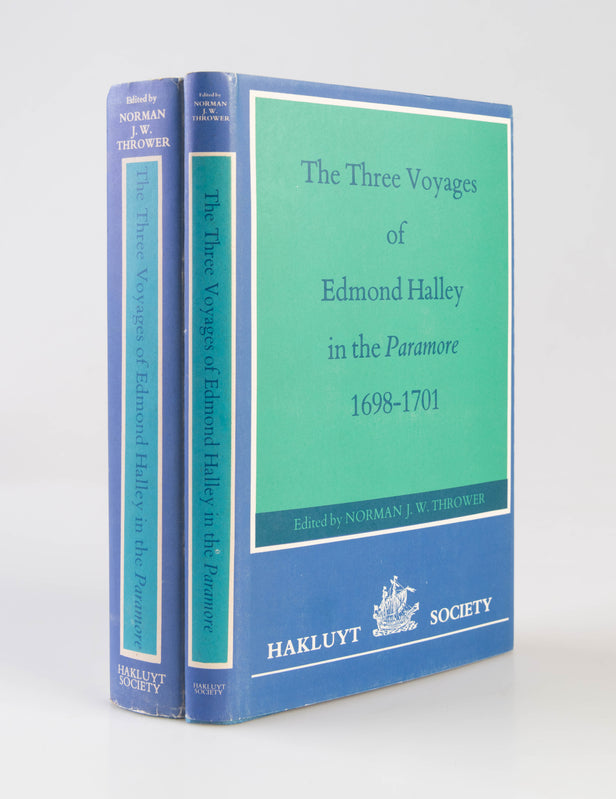 Edited by
NORMAN
J. W.
THROWER
The Three Voyages of Edmond Halley in the Paramore
HAKLUYT
SOCIETY
Edited by
NORMAN
J. W.
THROWER
The Three Voyages of Edmond Halley in the Paramore
HAKLUYT
SOCIETY
The Three Voyages
of
Edmond Halley
in the Paramore
1698-1701
Edited by NORMAN J. W. THROWER
HAKLUYT SOCIETY